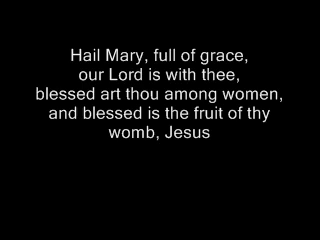 Hail Mary, full of grace,
our Lord is with thee,
blessed art thou among women,
and blessed is the fruit of thy
womb, Jesus